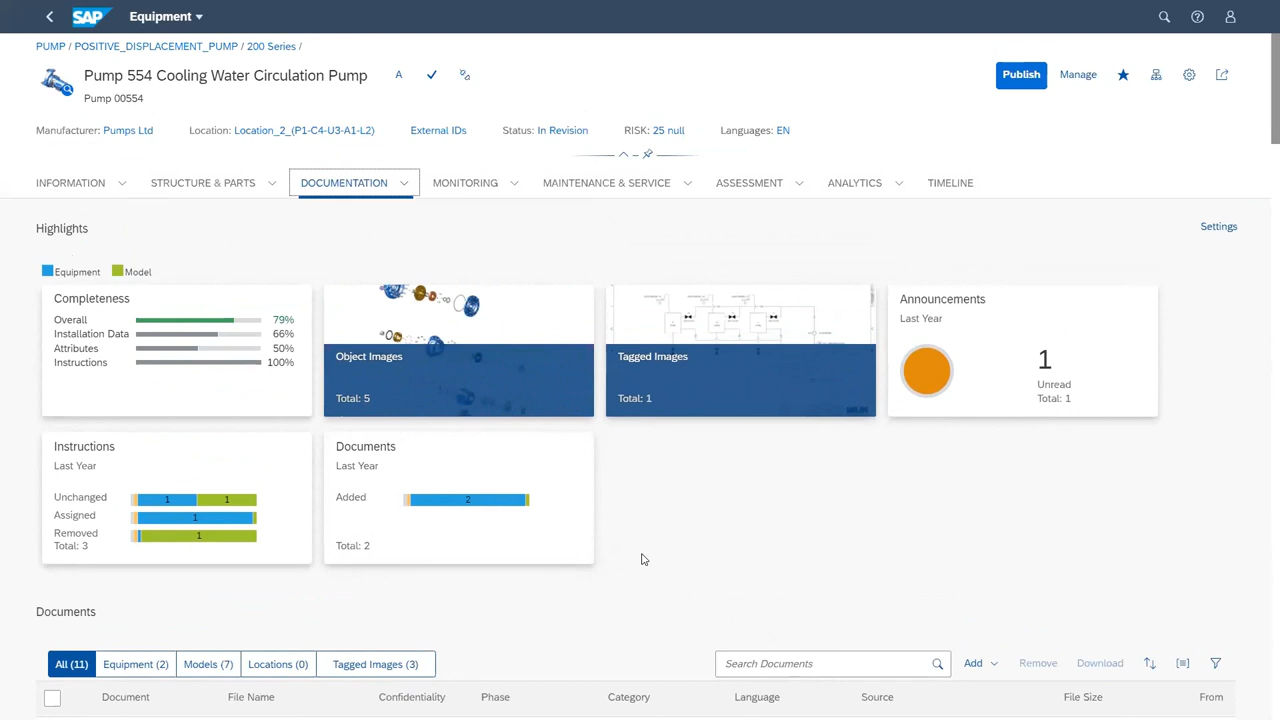 SAP Equipment
PUMP / POSITIVE_DISPLACEMENT_PUMP / 200 Series /
Pump 554 Cooling Water Circulation Pump A Publish Manage
Pump 00554
Manufacturer: Pumps Ltd Location: Location_2_(P1-C4-U3-A1-L2) External IDs Status: In Revision RISK: 25 null Languages: EN
INFORMATION STRUCTURE & PARTS DOCUMENTATION MONITORING MAINTENANCE & SERVICE ASSESSMENT ANALYTICS TIMELINE
Highlights Settings
Equipment Model
Completeness
Overall 79%
Installation Data 66%
Attributes 50%
Instructions 100%
Object Images
Total: 5
Tagged Images
Total: 1
Announcements
Last Year
1
Unread
Total: 1
Instructions
Last Year
Unchanged 1 1
Assigned 1
Removed 1
Total: 3
Documents
Last Year
Added 2
Total: 2
Documents
All (11) Equipment (2) Models (7) Locations (0) Tagged Images (3) Search Documents Add Remove Download
Document File Name Confidentiality Phase Category Language Source File Size From